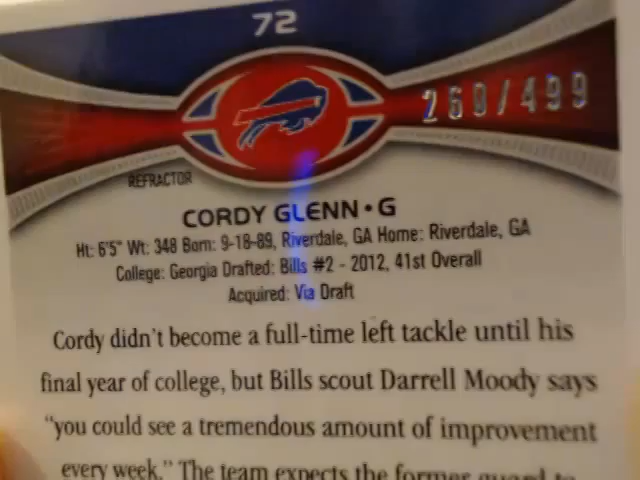 72
260/499
REFRACTOR
CORDY GLENN • G
Ht: 6'5" Wt: 348 Born: 9-18-89, Riverdale, GA Home: Riverdale, GA
College: Georgia Drafted: Bills #2 - 2012, 41st Overall
Acquired: Via Draft
Cordy didn't become a full-time left tackle until his
final year of college, but Bills scout Darrell Moody says
"you could see a tremendous amount of improvement
every week." The team expects the former guard to